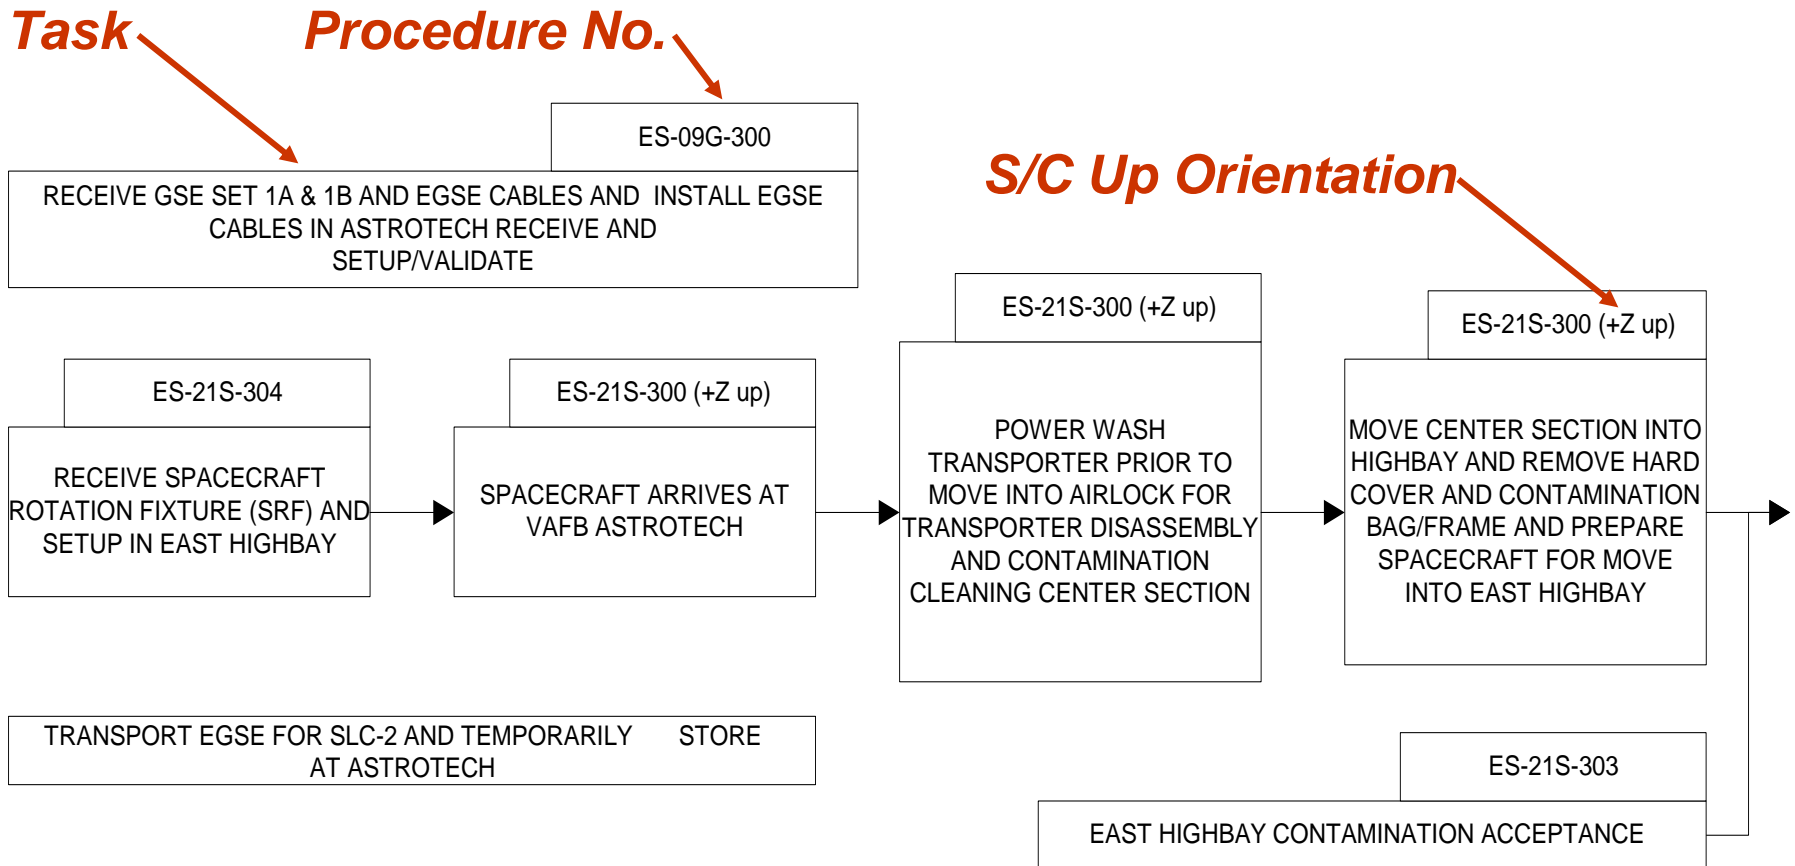 Task
Procedure No.
ES-09G-300
RECEIVE GSE SET 1A & 1B AND EGSE CABLES AND INSTALL EGSE
CABLES IN ASTROTECH RECEIVE AND
SETUP/VALIDATE
S/C Up Orientation
ES-21S-304
RECEIVE SPACECRAFT
ROTATION FIXTURE (SRF) AND
SETUP IN EAST HIGHBAY
ES-21S-300 (+Z up)
SPACECRAFT ARRIVES AT
VAFB ASTROTECH
ES-21S-300 (+Z up)
POWER WASH
TRANSPORTER PRIOR TO
MOVE INTO AIRLOCK FOR
TRANSPORTER DISASSEMBLY
AND CONTAMINATION
CLEANING CENTER SECTION
ES-21S-300 (+Z up)
MOVE CENTER SECTION INTO
HIGHBAY AND REMOVE HARD
COVER AND CONTAMINATION
BAG/FRAME AND PREPARE
SPACECRAFT FOR MOVE
INTO EAST HIGHBAY
TRANSPORT EGSE FOR SLC-2 AND TEMPORARILY STORE
AT ASTROTECH
ES-21S-303
EAST HIGHBAY CONTAMINATION ACCEPTANCE